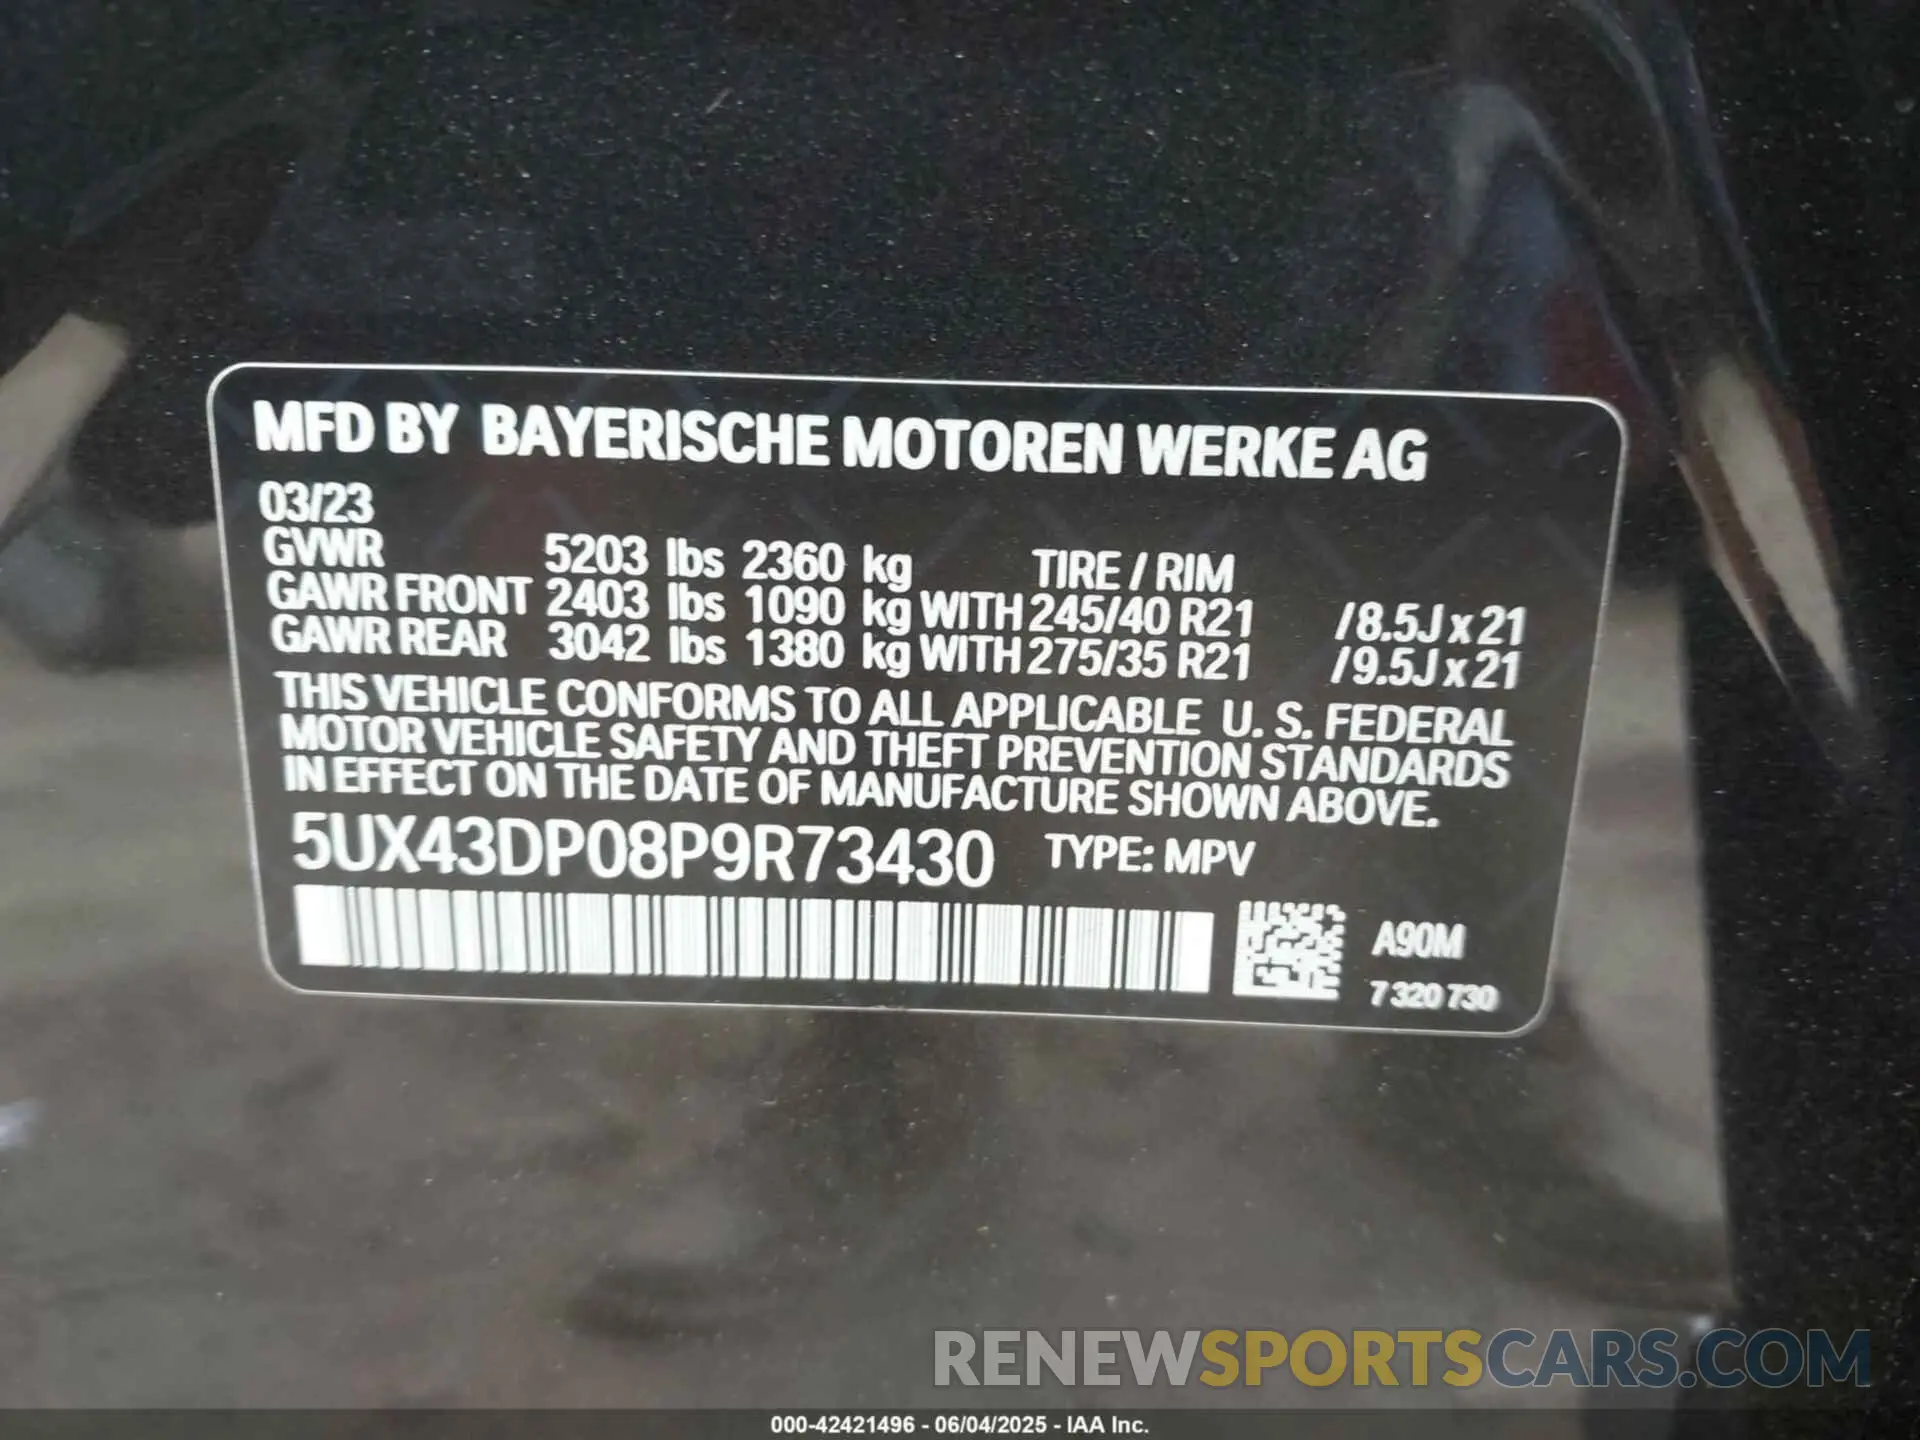 MFD BY BAYERISCHE MOTOREN WERKE AG
03/23
GVWR 5203 lbs 2360 kg TIRE / RIM
GAWR FRONT 2403 lbs 1090 kg WITH 245/40 R21 /8.5J x 21
GAWR REAR 3042 lbs 1380 kg WITH 275/35 R21 /9.5J x 21
THIS VEHICLE CONFORMS TO ALL APPLICABLE U. S. FEDERAL
MOTOR VEHICLE SAFETY AND THEFT PREVENTION STANDARDS
IN EFFECT ON THE DATE OF MANUFACTURE SHOWN ABOVE.
5UX43DP08P9R73430 TYPE: MPV
A90M
7 320 730
RENEWSPORTSCARS.COM
000-42421496 - 06/04/2025 - IAA Inc.